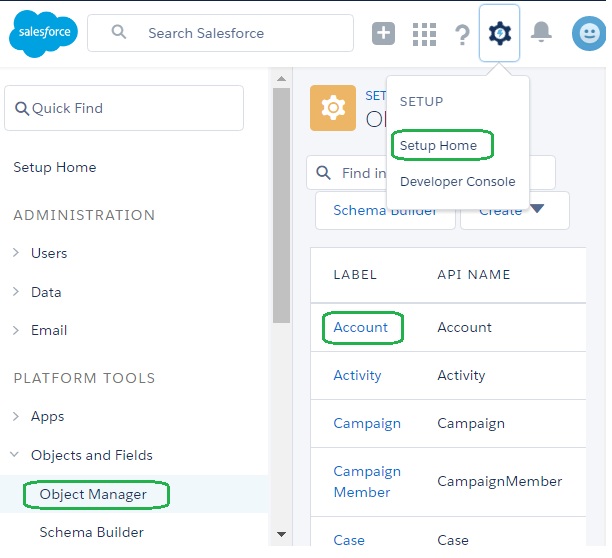 salesforce
Search Salesforce
?
SETUP
Setup Home
Developer Console
Quick Find
Setup Home
ADMINISTRATION
Users
Data
Email
PLATFORM TOOLS
Apps
Objects and Fields
Object Manager
Schema Builder
SET
O
Find in
Schema Builder
Create
LABEL API NAME
Account Account
Activity Activity
Campaign Campaign
Campaign
Member CampaignMember
Case Case